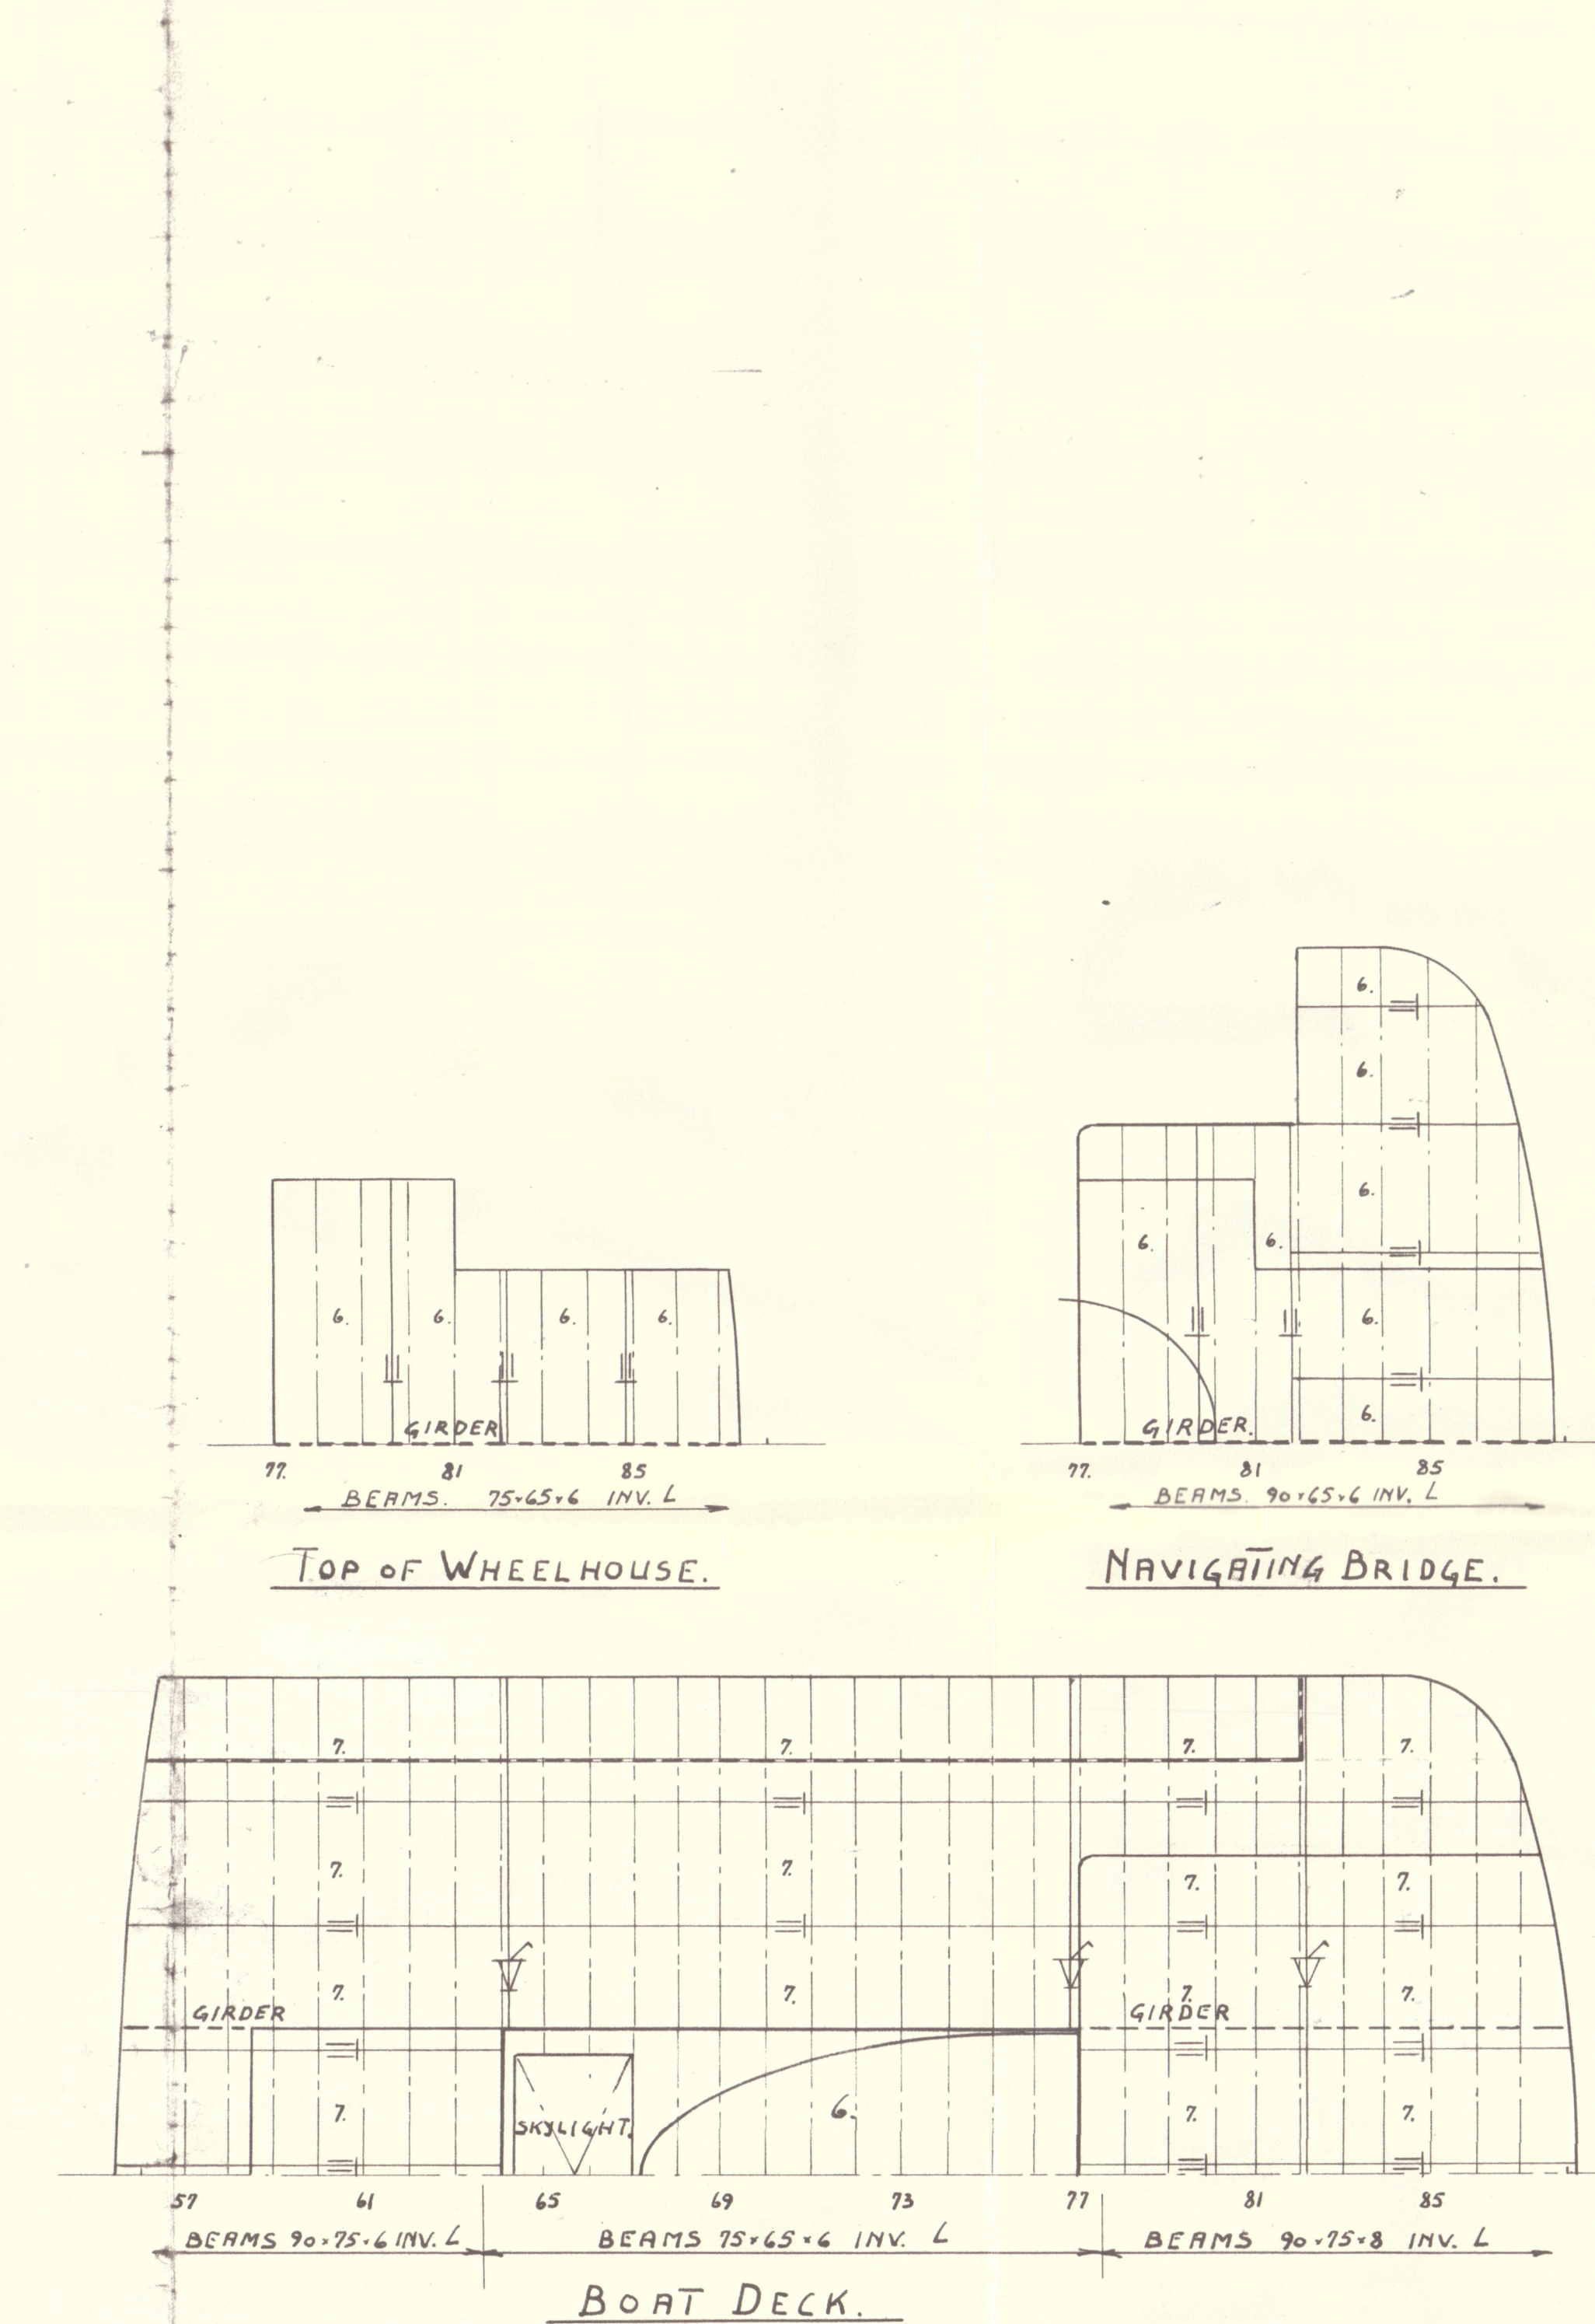 6. 6. 6. 6.
GIRDER
77. 81 85
BEAMS. 75×65×6 INV. L
TOP OF WHEELHOUSE.
6.
6.
6.
6. 6.
6.
6.
GIRDER.
77. 81 85
BEAMS. 90×65×6 INV. L
NAVIGATING BRIDGE.
7. 7. 7. 7.
7. 7. 7. 7.
7. 7. 7. 7.
GIRDER GIRDER
7. SKYLIGHT. 6. 7. 7.
57 61 65 69 73 77 81 85
BEAMS 90×75×6 INV. L BEAMS 75×65×6 INV. L BEAMS 90×75×8 INV. L
BOAT DECK.